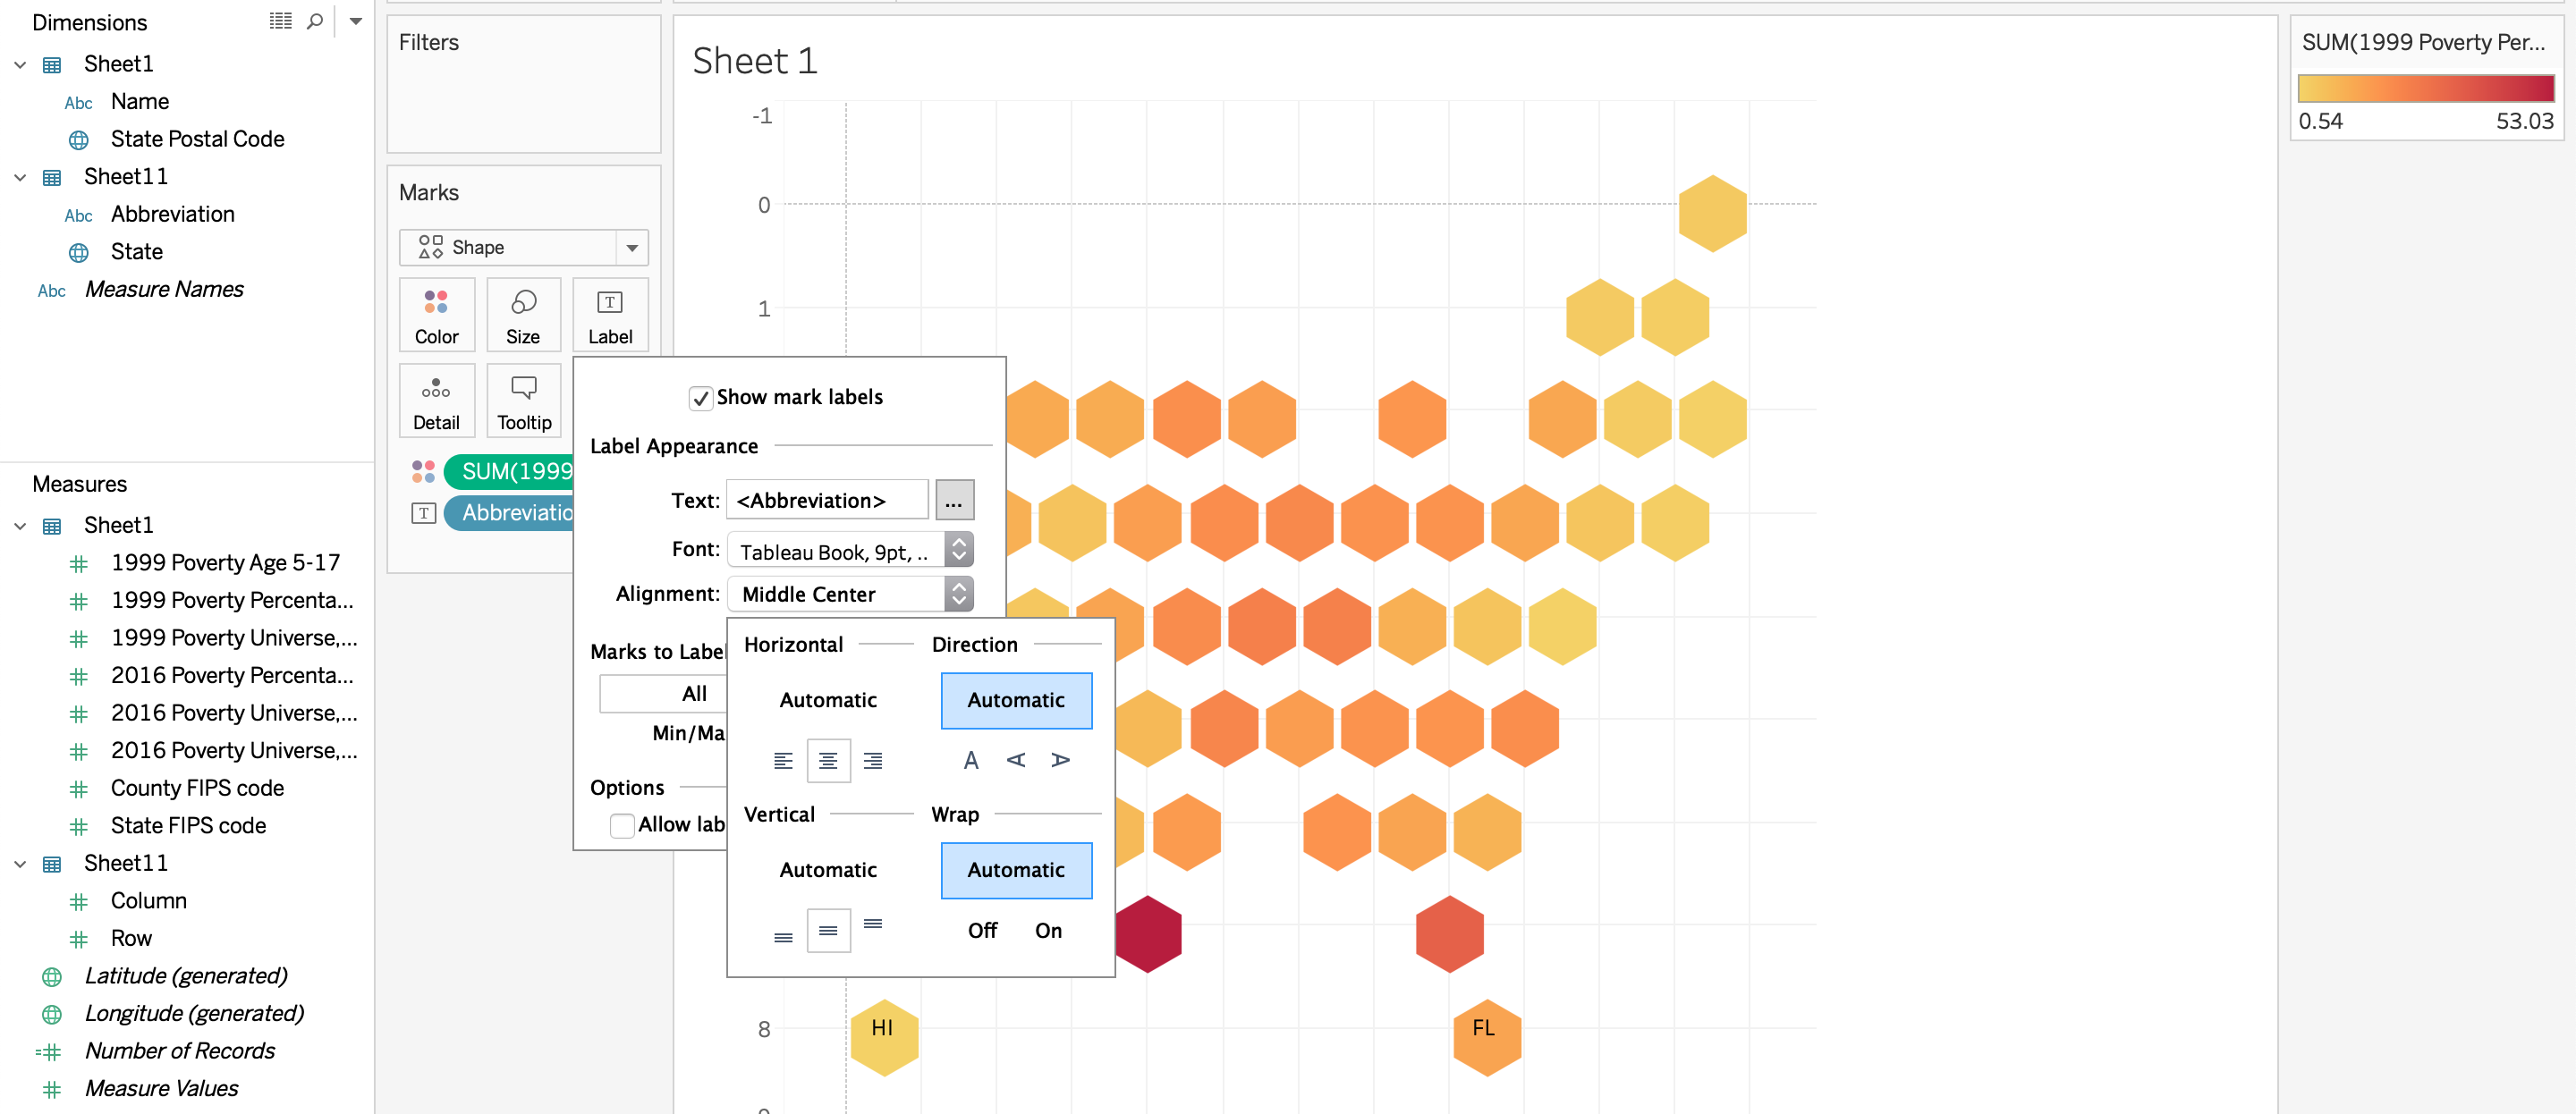 Dimensions
Sheet1
Abc Name
State Postal Code
Sheet11
Abc Abbreviation
State
Abc Measure Names
Measures
Sheet1
1999 Poverty Age 5-17
1999 Poverty Percenta...
1999 Poverty Universe,...
2016 Poverty Percenta...
2016 Poverty Universe,...
2016 Poverty Universe,...
County FIPS code
State FIPS code
Sheet11
Column
Row
Latitude (generated)
Longitude (generated)
Number of Records
Measure Values
Filters
Marks
Shape
Color
Size
T
Label
Detail
Tooltip
SUM(1999
T Abbreviatio
Show mark labels
Label Appearance
Text: <Abbreviation> ...
Font: Tableau Book, 9pt, ..
Alignment: Middle Center
Marks to Label
All
Min/Ma
Options
Allow lab
Horizontal
Direction
Automatic
Automatic
A A A
Vertical
Wrap
Automatic
Automatic
Off
On
Sheet 1
-1
0
1
8
HI
FL
SUM(1999 Poverty Per...
0.54
53.03